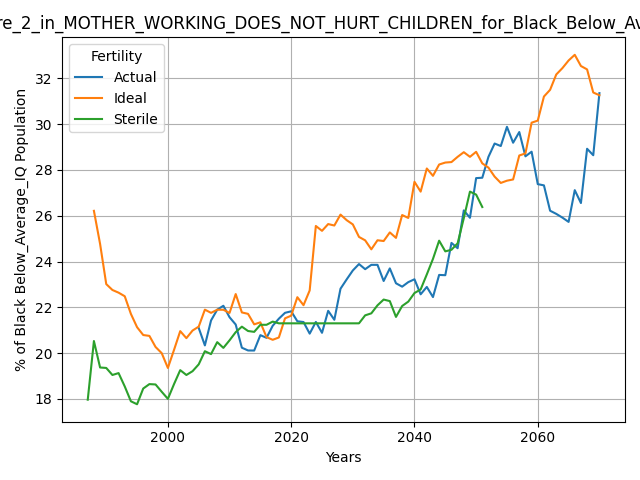 re_2_in_MOTHER_WORKING_DOES_NOT_HURT_CHILDREN_for_Black_Below_Av
Fertility
Actual
Ideal
Sterile
% of Black Below_Average_IQ Population
32
30
28
26
24
22
20
18
2000
2020
2040
2060
Years